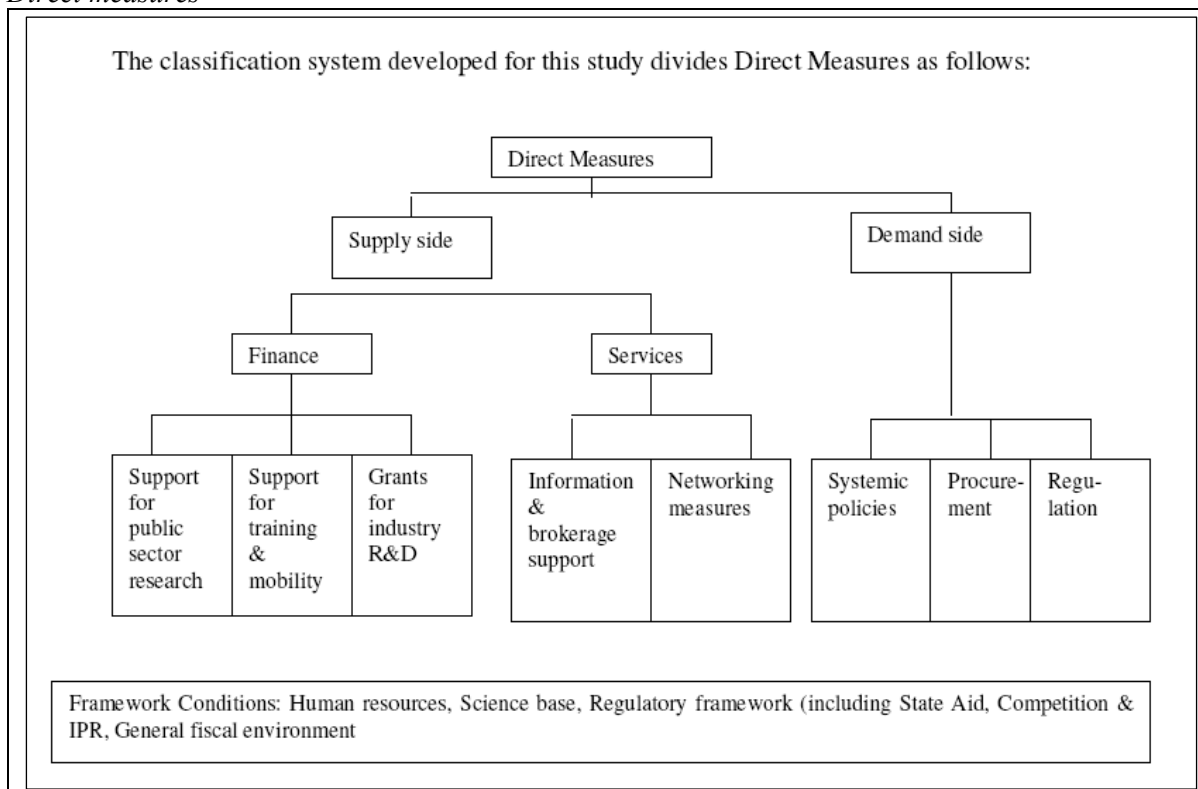 Direct measures
The classification system developed for this study divides Direct Measures as follows:
Direct Measures
Supply side
Demand side
Finance
Services
Support
for
public
sector
research
Support
for
training
&
mobility
Grants
for
industry
R&D
Information
&
brokerage
support
Networking
measures
Systemic
policies
Procure-
ment
Regu-
lation
Framework Conditions: Human resources, Science base, Regulatory framework (including State Aid, Competition &
IPR, General fiscal environment